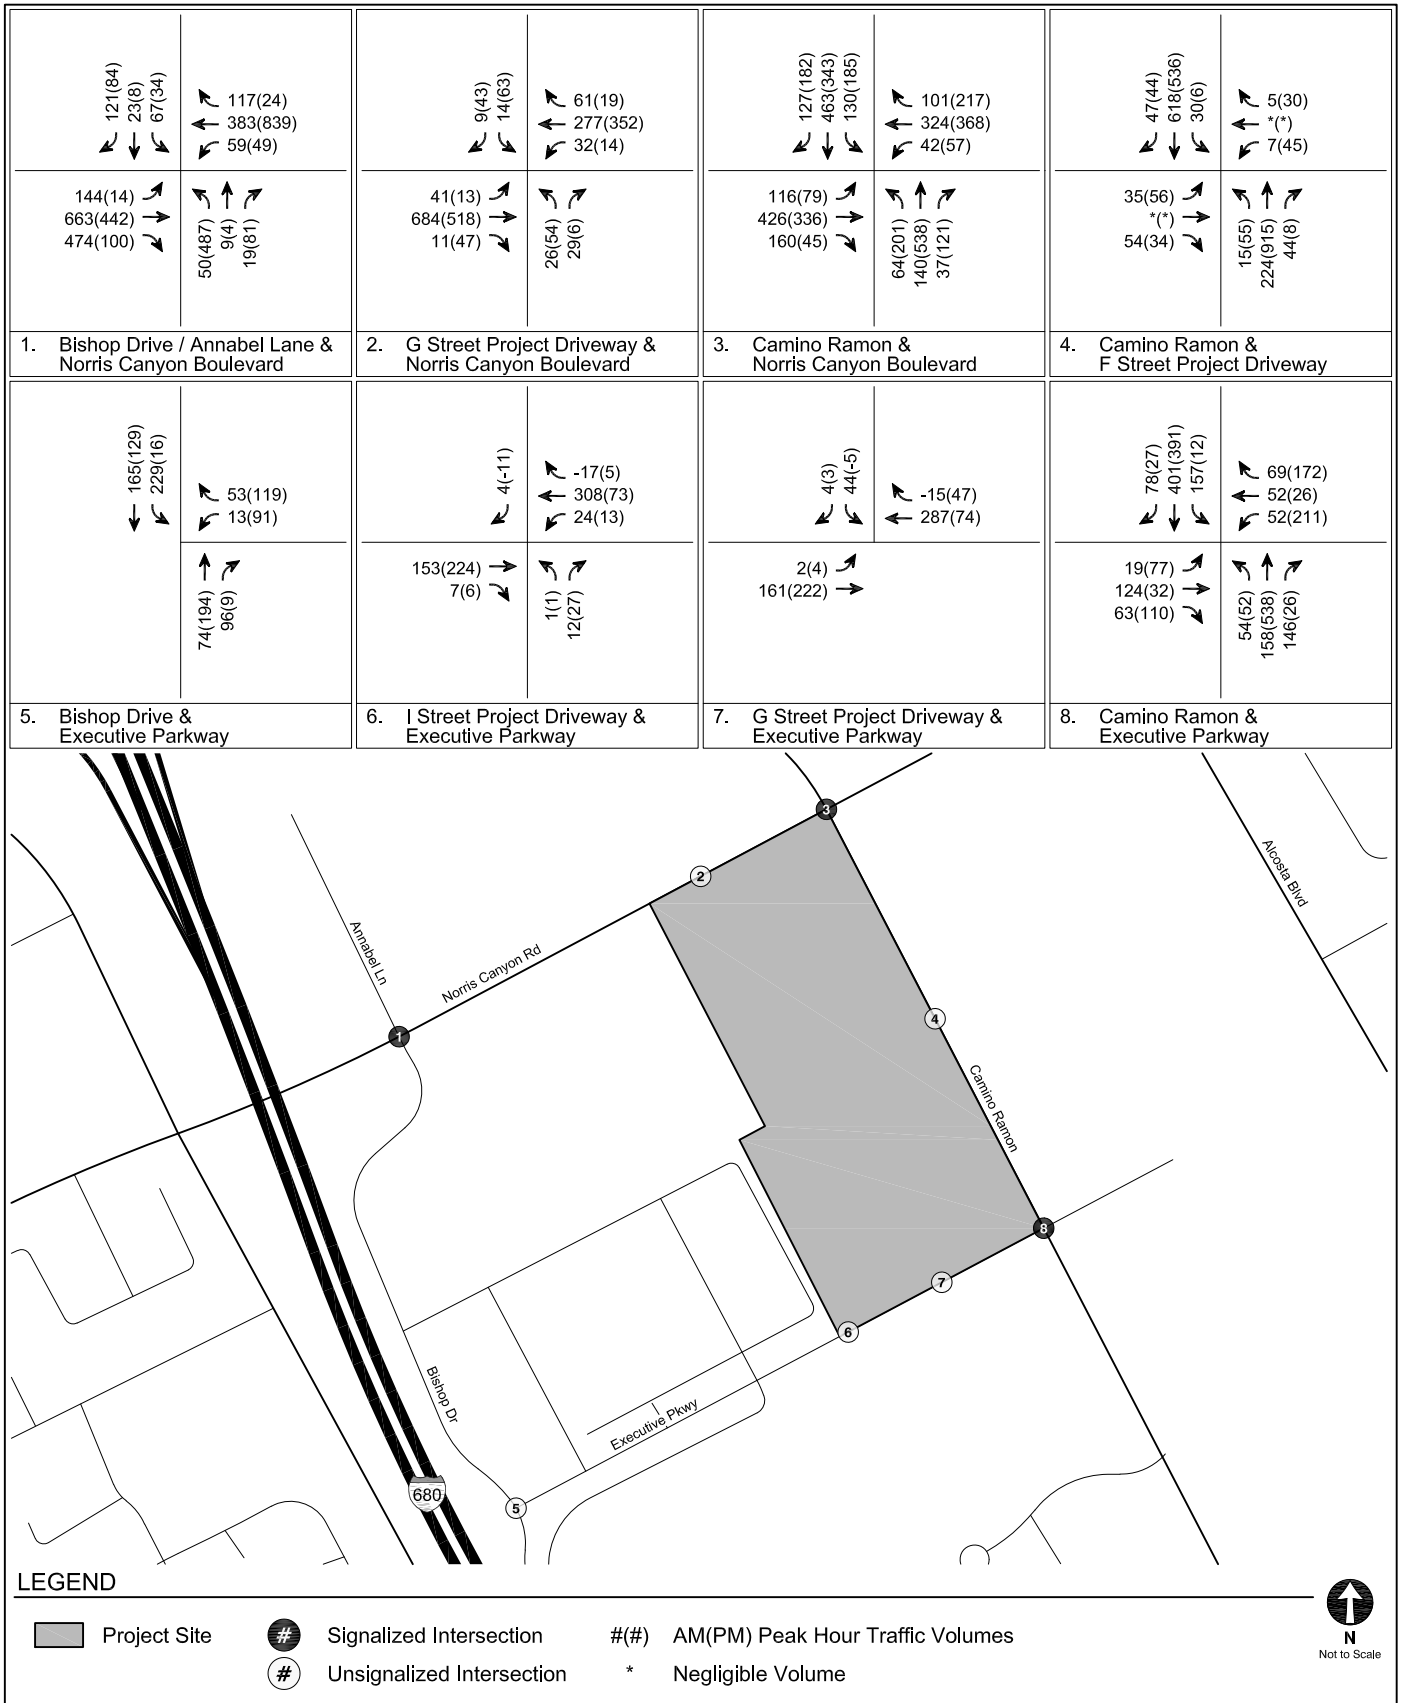 121(84)
23(8)
67(34)
117(24)
383(839)
59(49)
144(14)
663(442)
474(100)
50(487)
9(4)
19(81)
1. Bishop Drive / Annabel Lane &
Norris Canyon Boulevard
9(43)
14(63)
61(19)
277(352)
32(14)
41(13)
684(518)
11(47)
26(54)
29(6)
2. G Street Project Driveway &
Norris Canyon Boulevard
127(182)
463(343)
130(185)
101(217)
324(368)
42(57)
116(79)
426(336)
160(45)
64(201)
140(538)
37(121)
3. Camino Ramon &
Norris Canyon Boulevard
47(44)
618(536)
30(6)
5(30)
*(*)
7(45)
35(56)
*(*)
54(34)
15(55)
224(915)
44(8)
4. Camino Ramon &
F Street Project Driveway
165(129)
229(16)
53(119)
13(91)
74(194)
96(9)
5. Bishop Drive &
Executive Parkway
4(-11)
-17(5)
308(73)
24(13)
153(224)
7(6)
1(1)
12(27)
6. I Street Project Driveway &
Executive Parkway
4(3)
44(-5)
-15(47)
287(74)
2(4)
161(222)
7. G Street Project Driveway &
Executive Parkway
78(27)
401(391)
157(12)
69(172)
52(26)
52(211)
19(77)
124(32)
63(110)
54(52)
158(538)
146(26)
8. Camino Ramon &
Executive Parkway
3
2
Alcosta Blvd
Annabel Ln
Norris Canyon Rd
4
1
Camino Ramon
8
7
6
Bishop Dr
Executive Pkwy
680
5
LEGEND
Project Site
# Signalized Intersection
#(#) AM(PM) Peak Hour Traffic Volumes
# Unsignalized Intersection
* Negligible Volume
N
Not to Scale